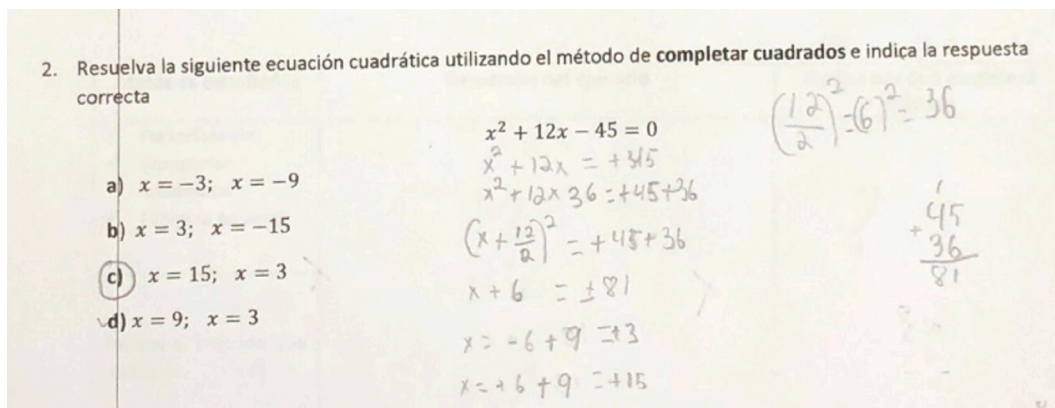 2. Resuelva la siguiente ecuación cuadrática utilizando el método de completar cuadrados e indica la respuesta
correcta
x² + 12x – 45 = 0
a) x = −3; x = −9
b) x = 3; x = −15
c) x = 15; x = 3
d) x = 9; x = 3
x² + 12x = +45
x² + 12x 36 = +45+36
(x + 12/2)² = +45+36
x + 6 = ±81
x = -6 + 9 = +3
x = +6 + 9 = +15
(12/2)² = (6)² = 36
1
45
+ 36
81